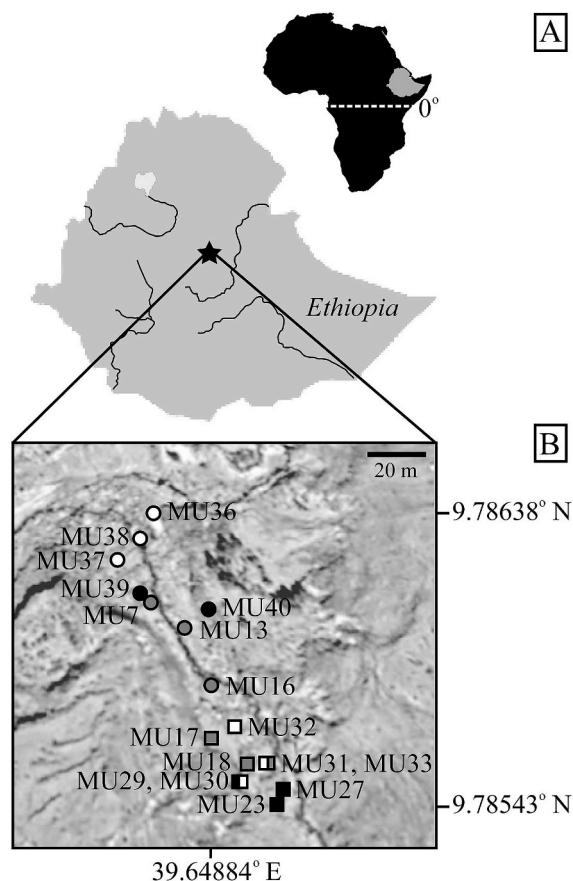 A
0°
Ethiopia
B
20 m
MU36
9.78638° N
MU38
MU37
MU39
MU7
MU40
MU13
MU16
MU32
MU17
MU18
MU31, MU33
MU29, MU30
MU27
MU23
9.78543° N
39.64884° E